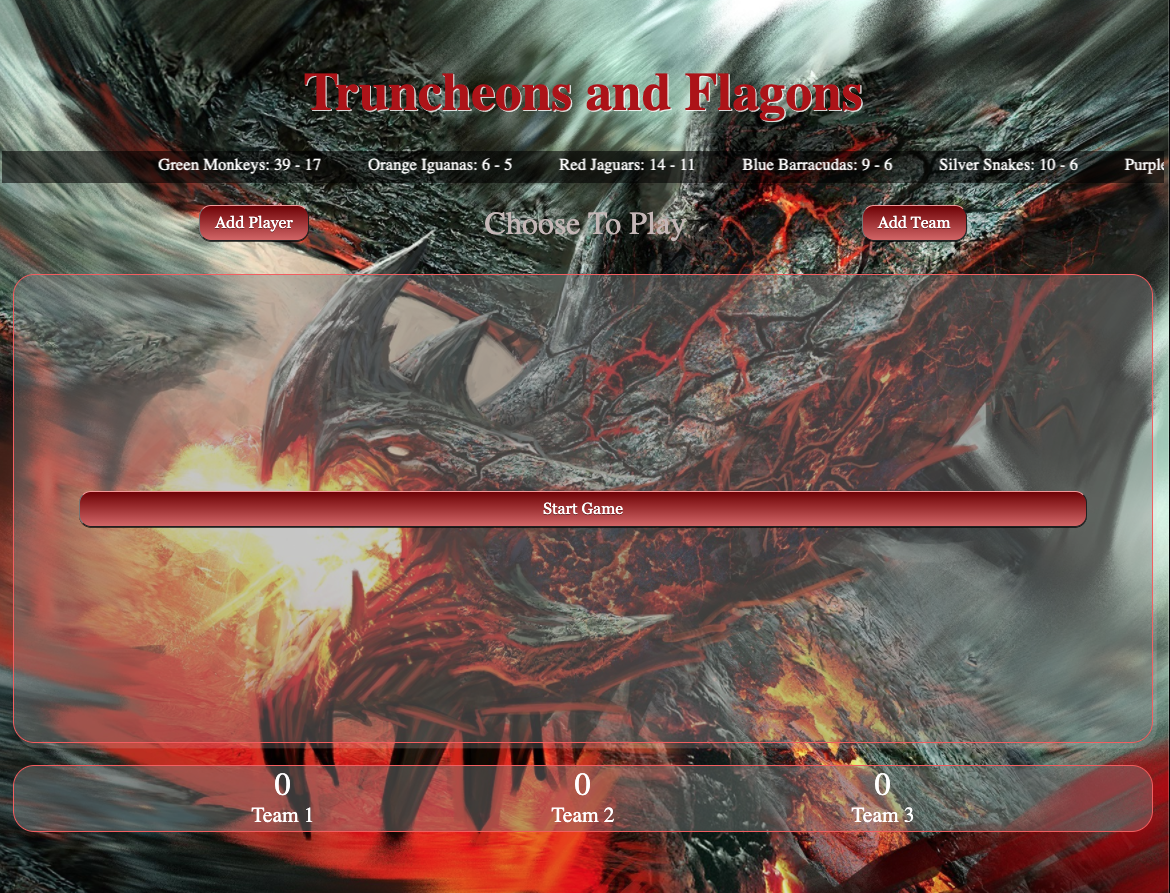 Truncheons and Flagons
Green Monkeys: 39 - 17 Orange Iguanas: 6 - 5 Red Jaguars: 14 - 11 Blue Barracudas: 9 - 6 Silver Snakes: 10 - 6 Purple
Add Player Choose To Play Add Team
Start Game
0 0 0
Team 1 Team 2 Team 3